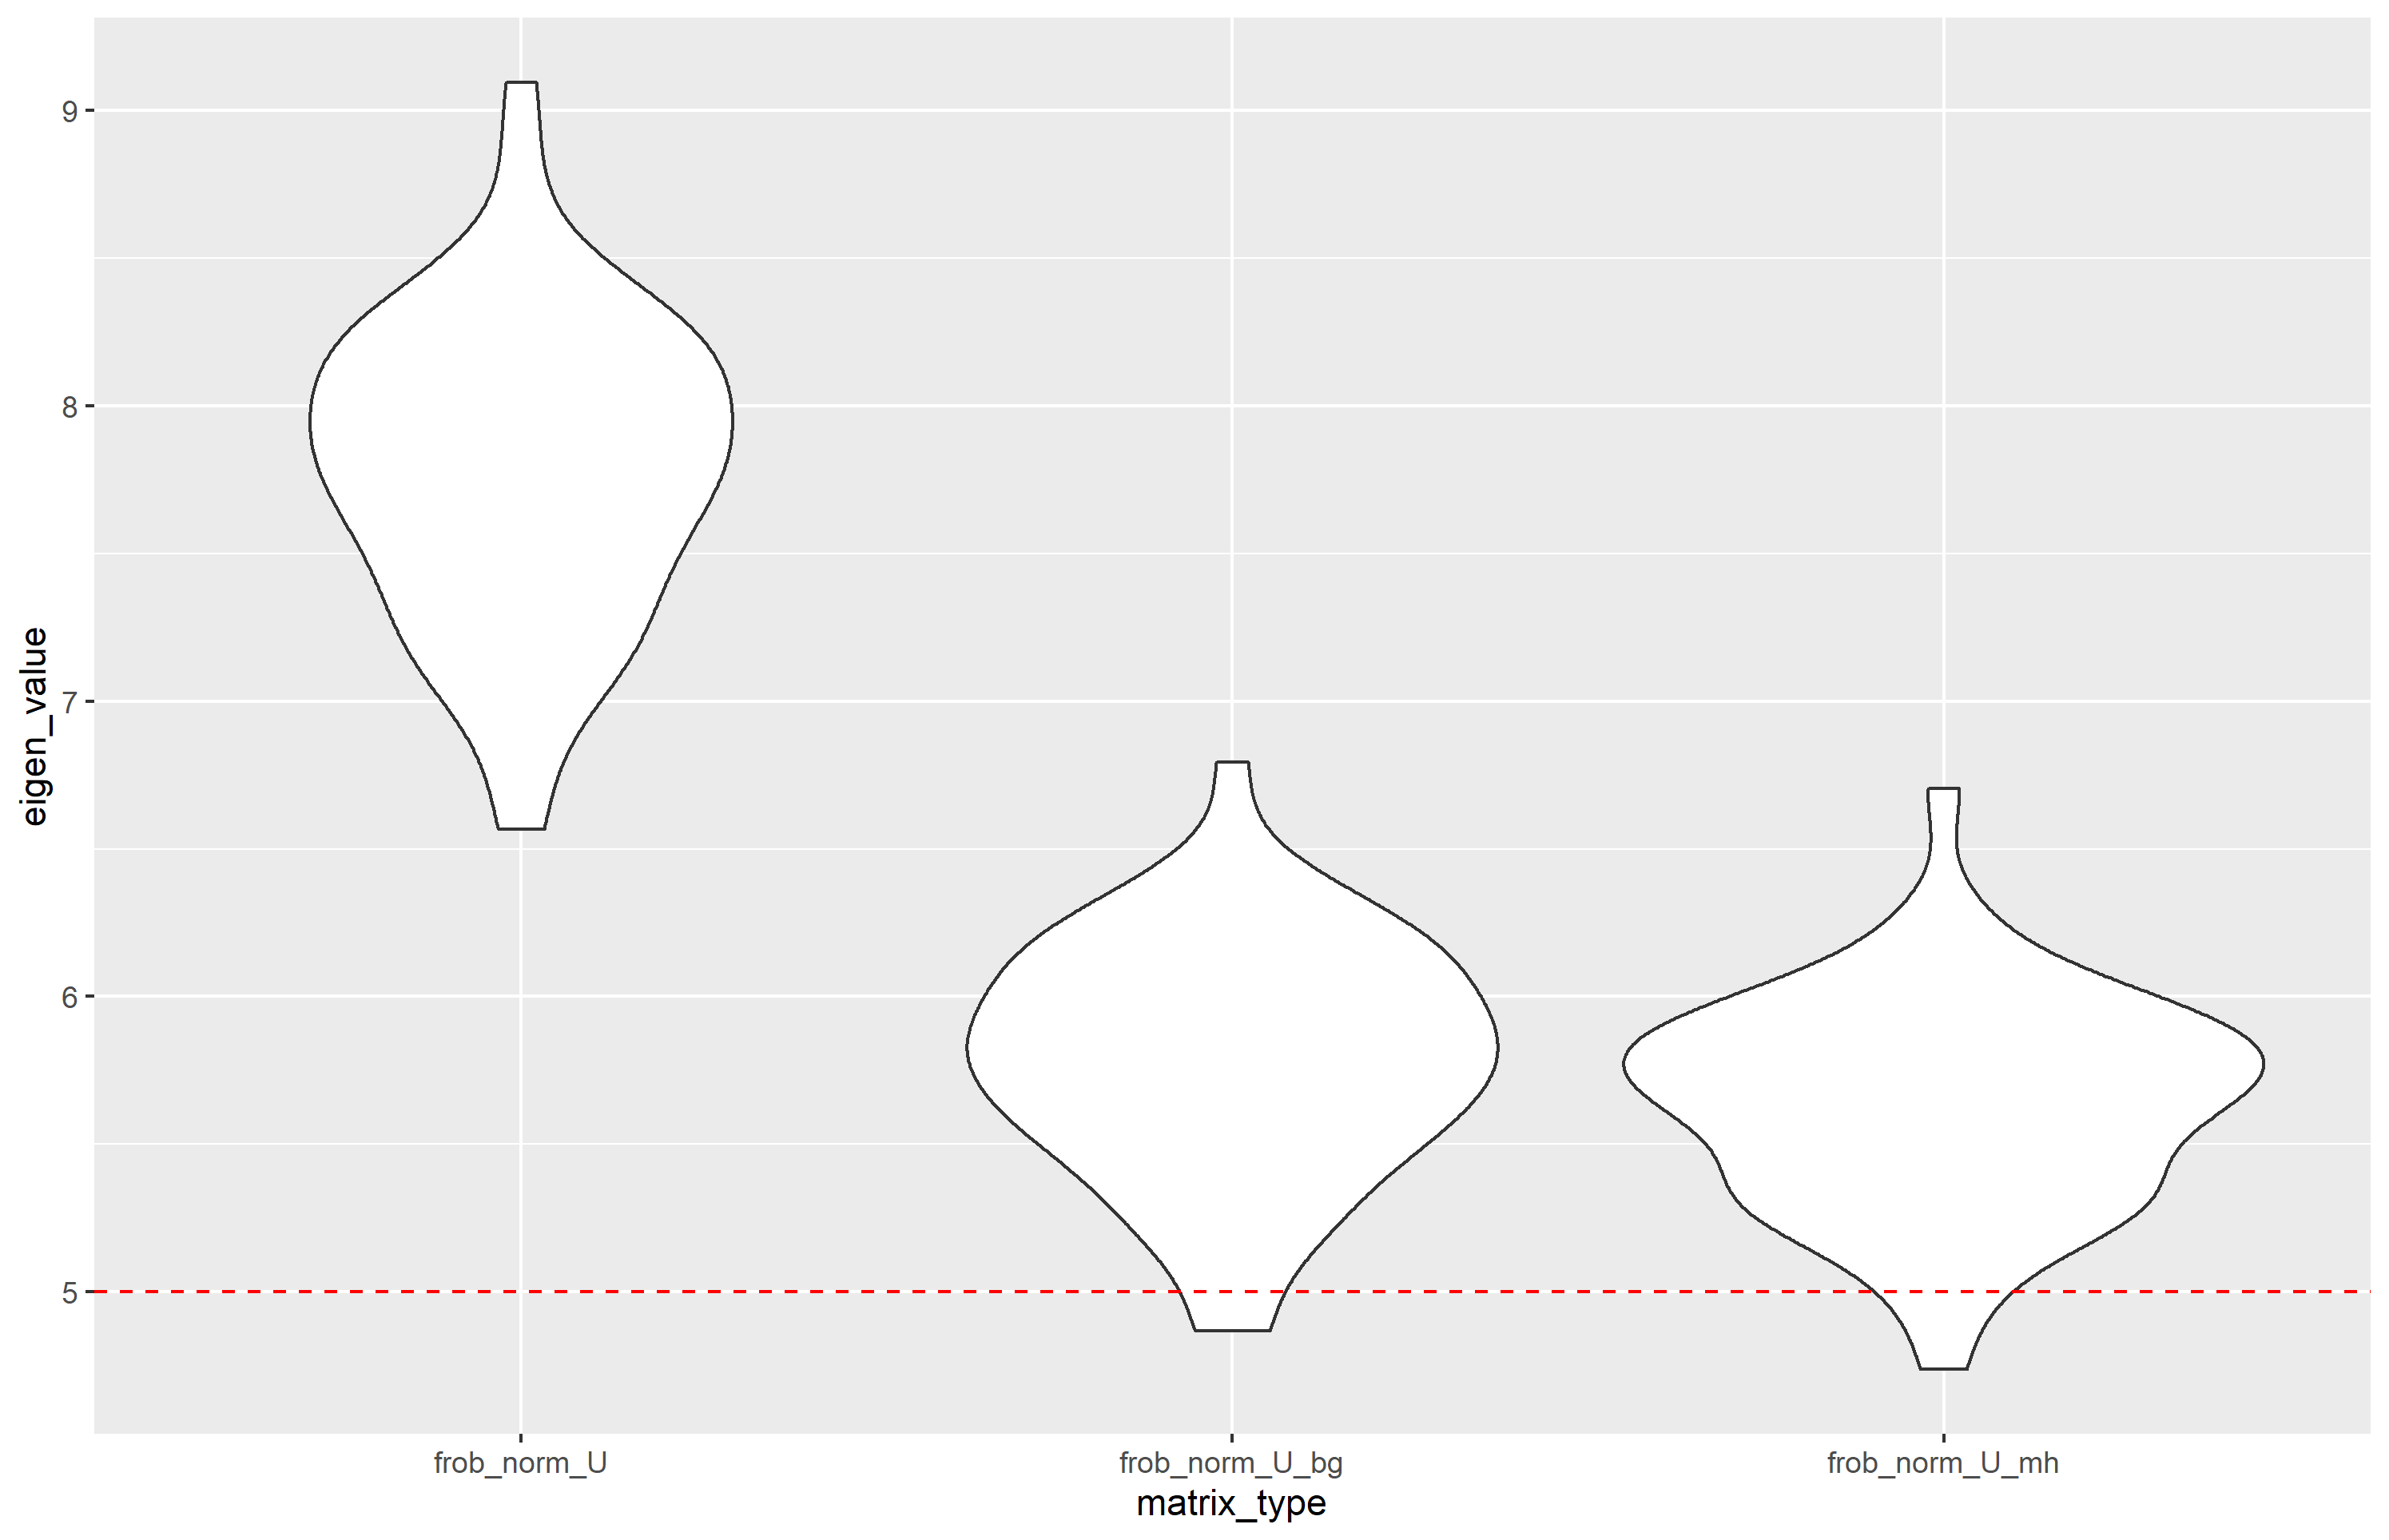 eigen_value
9
8
7
6
5
frob_norm_U
frob_norm_U_bg
frob_norm_U_mh
matrix_type